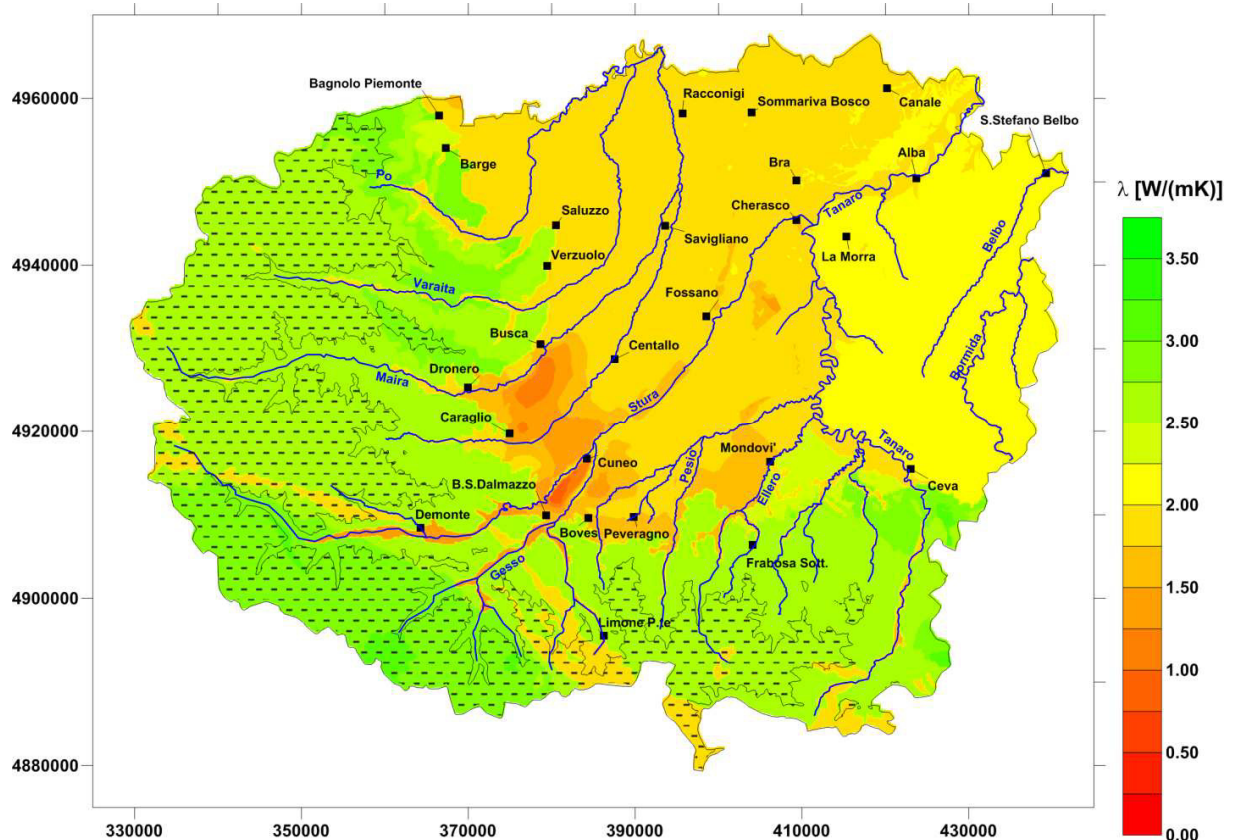 4960000
4940000
4920000
4900000
4880000
330000
350000
370000
390000
410000
430000
Bagnolo Piemonte
Racconigi
Sommariva Bosco
Canale
S.Stefano Belbo
Barge
Bra
Alba
Po
Saluzzo
Cherasco
Tanaro
Savigliano
Verzuolo
La Morra
Belbo
Varaita
Fossano
Busca
Centallo
Bormida
Dronero
Maira
Stura
Caraglio
Mondovi'
Tanaro
Cuneo
Pesio
Ellero
Ceva
B.S.Dalmazzo
Demonte
Boves
Peveragno
Frabosa Sott.
Gesso
Limone P.te
λ [W/(mK)]
3.50
3.00
2.50
2.00
1.50
1.00
0.50
0.00